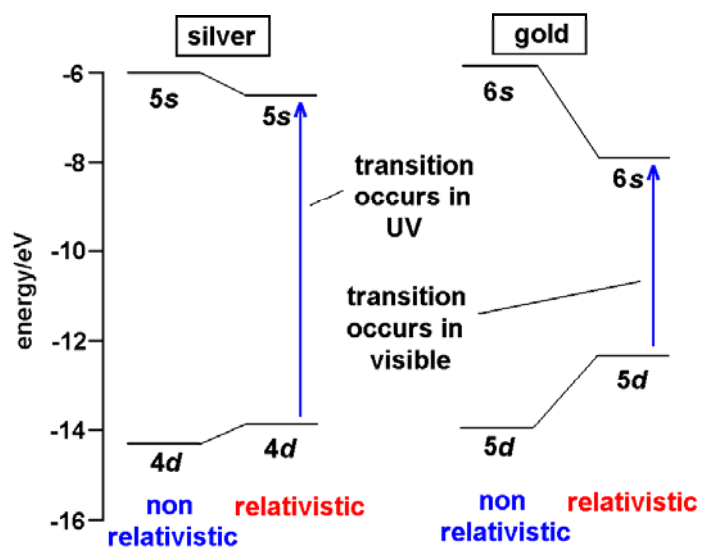 silver
gold
-6
-8
-10
-12
-14
-16
energy/eV
5s
5s
6s
6s
transition
occurs in
UV
transition
occurs in
visible
4d
4d
5d
5d
non
relativistic
relativistic
non
relativistic
relativistic